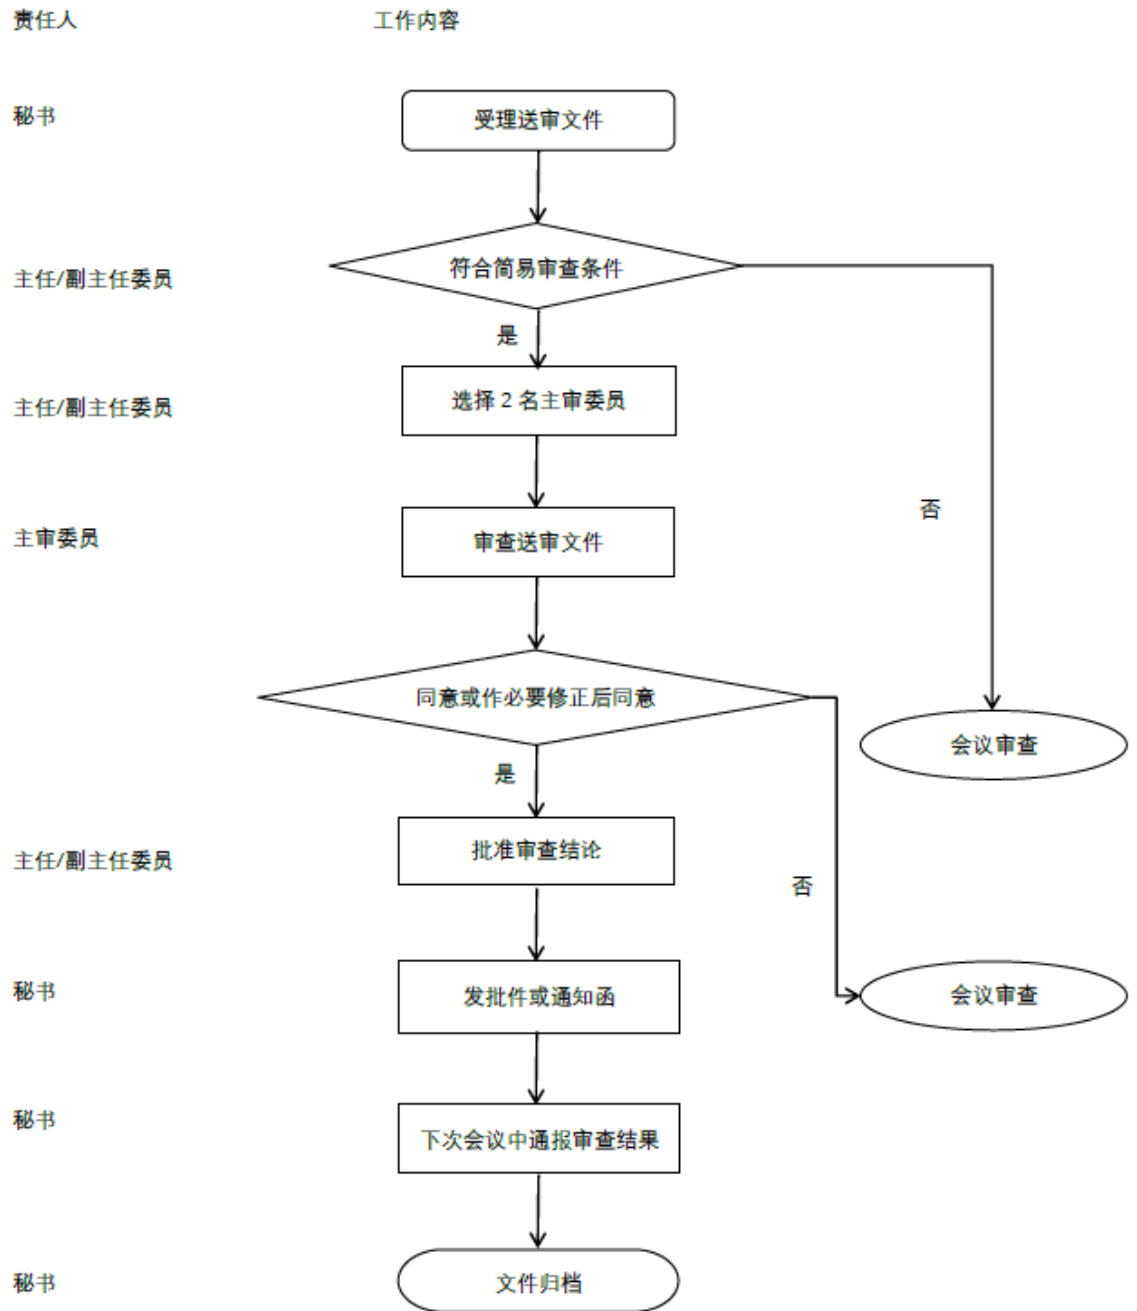 责任人 工作内容
秘书 受理送审文件
主任/副主任委员 符合简易审查条件
是
主任/副主任委员 选择 2 名主审委员
否
主审委员 审查送审文件
同意或作必要修正后同意
会议审查
是
主任/副主任委员 批准审查结论
否
秘书 发批件或通知函 会议审查
秘书 下次会议中通报审查结果
秘书 文件归档